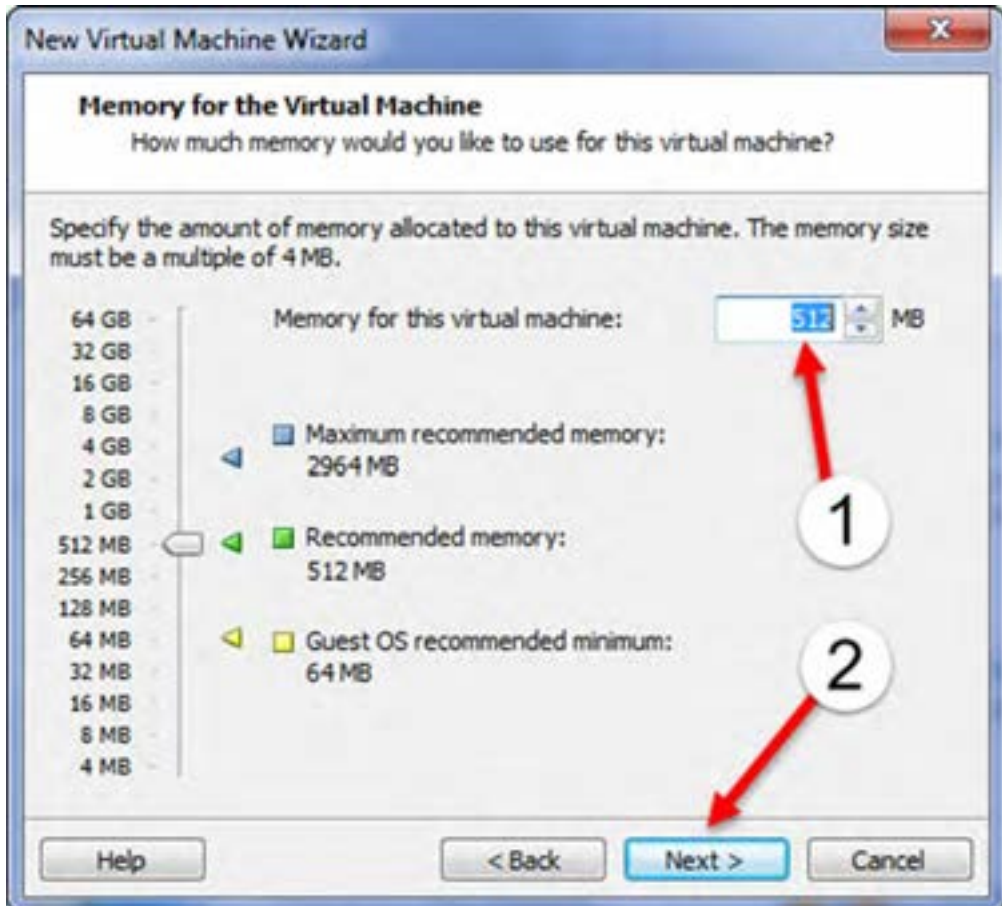 New Virtual Machine Wizard
Memory for the Virtual Machine
How much memory would you like to use for this virtual machine?
Specify the amount of memory allocated to this virtual machine. The memory size
must be a multiple of 4 MB.
64 GB
32 GB
16 GB
8 GB
4 GB
2 GB
1 GB
512 MB
256 MB
128 MB
64 MB
32 MB
16 MB
8 MB
4 MB
Memory for this virtual machine: 512 MB
Maximum recommended memory:
2964 MB
Recommended memory:
512 MB
Guest OS recommended minimum:
64 MB
1
2
Help < Back Next > Cancel